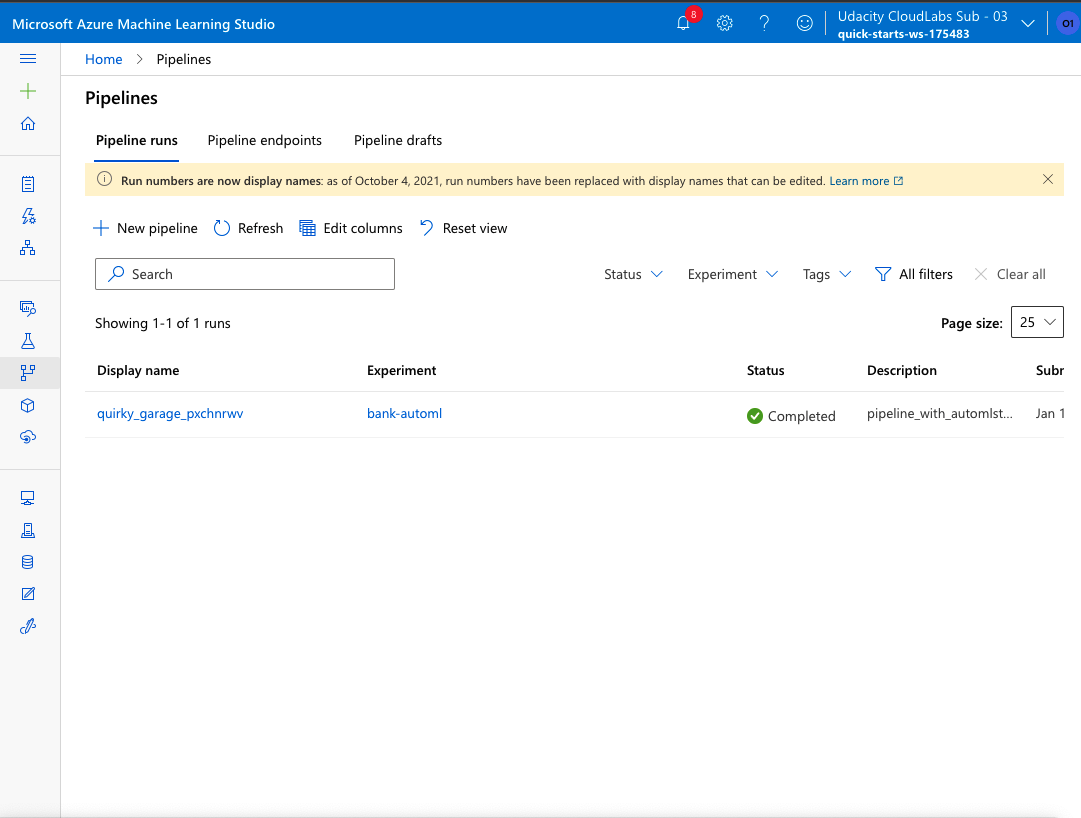 Microsoft Azure Machine Learning Studio
8
Udacity CloudLabs Sub - 03
quick-starts-ws-175483
O1
Home > Pipelines
Pipelines
Pipeline runs Pipeline endpoints Pipeline drafts
Run numbers are now display names: as of October 4, 2021, run numbers have been replaced with display names that can be edited. Learn more
New pipeline Refresh Edit columns Reset view
Search Status Experiment Tags All filters Clear all
Showing 1-1 of 1 runs Page size: 25
Display name Experiment Status Description Subm
quirky_garage_pxchnrwv bank-automl Completed pipeline_with_automlst... Jan 1